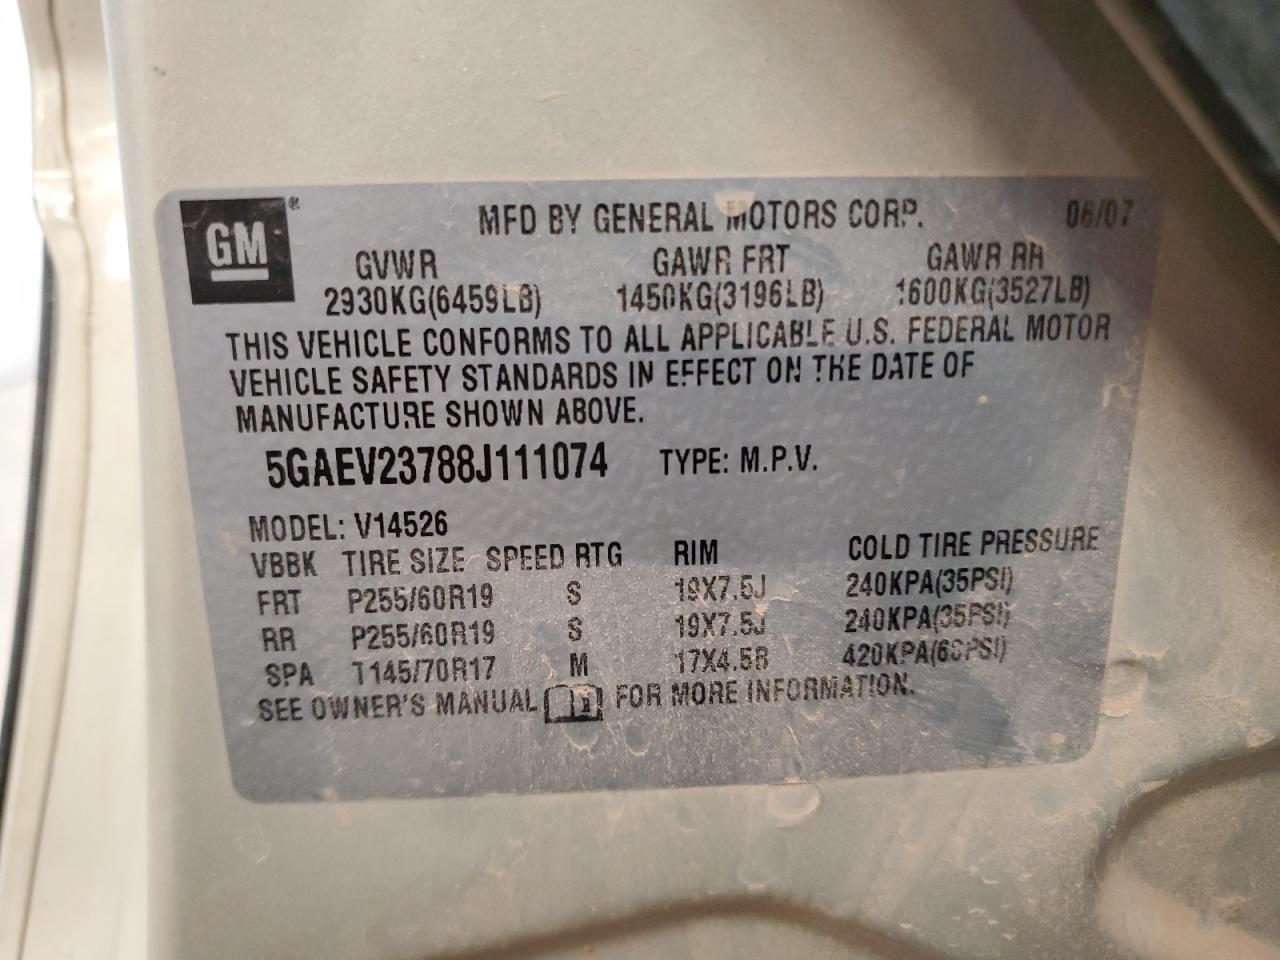 GM® MFD BY GENERAL MOTORS CORP. 06/07
GVWR GAWR FRT GAWR RR
2930KG(6459LB) 1450KG(3196LB) 1600KG(3527LB)
THIS VEHICLE CONFORMS TO ALL APPLICABLE U.S. FEDERAL MOTOR
VEHICLE SAFETY STANDARDS IN EFFECT ON THE DATE OF
MANUFACTURE SHOWN ABOVE.
5GAEV23788J111074 TYPE: M.P.V.
MODEL: V14526
VBBK TIRE SIZE SPEED RTG RIM COLD TIRE PRESSURE
FRT P255/60R19 S 19X7.5J 240KPA(35PSI)
RR P255/60R19 S 19X7.5J 240KPA(35PSI)
SPA T145/70R17 M 17X4.5B 420KPA(60PSI)
SEE OWNER'S MANUAL FOR MORE INFORMATION.